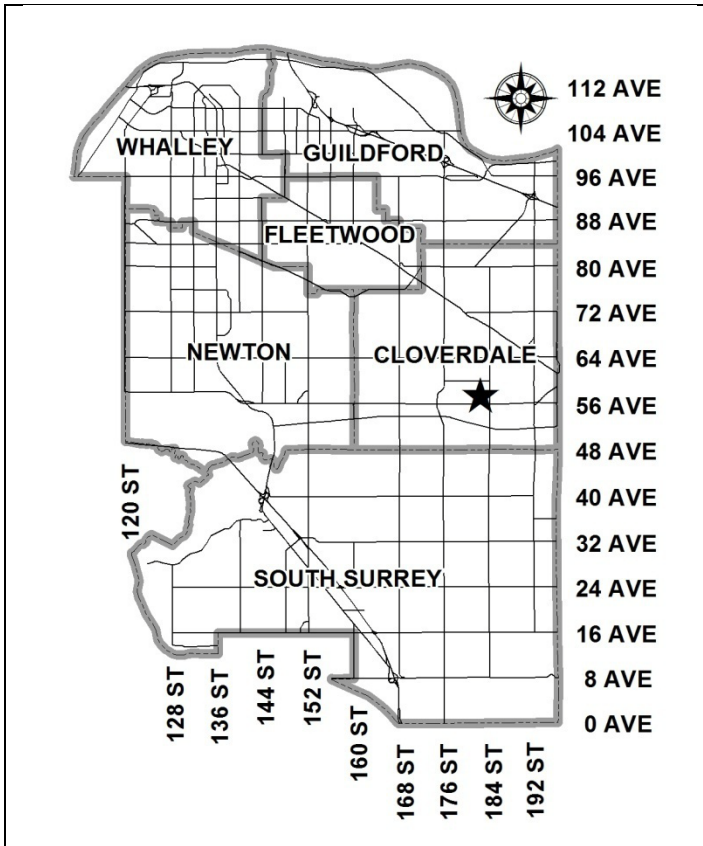 112 AVE
104 AVE
WHALLEY
GUILDFORD
96 AVE
88 AVE
FLEETWOOD
80 AVE
72 AVE
NEWTON
CLOVERDALE
64 AVE
56 AVE
48 AVE
120 ST
40 AVE
32 AVE
SOUTH SURREY
24 AVE
16 AVE
8 AVE
0 AVE
128 ST
136 ST
144 ST
152 ST
160 ST
168 ST
176 ST
184 ST
192 ST